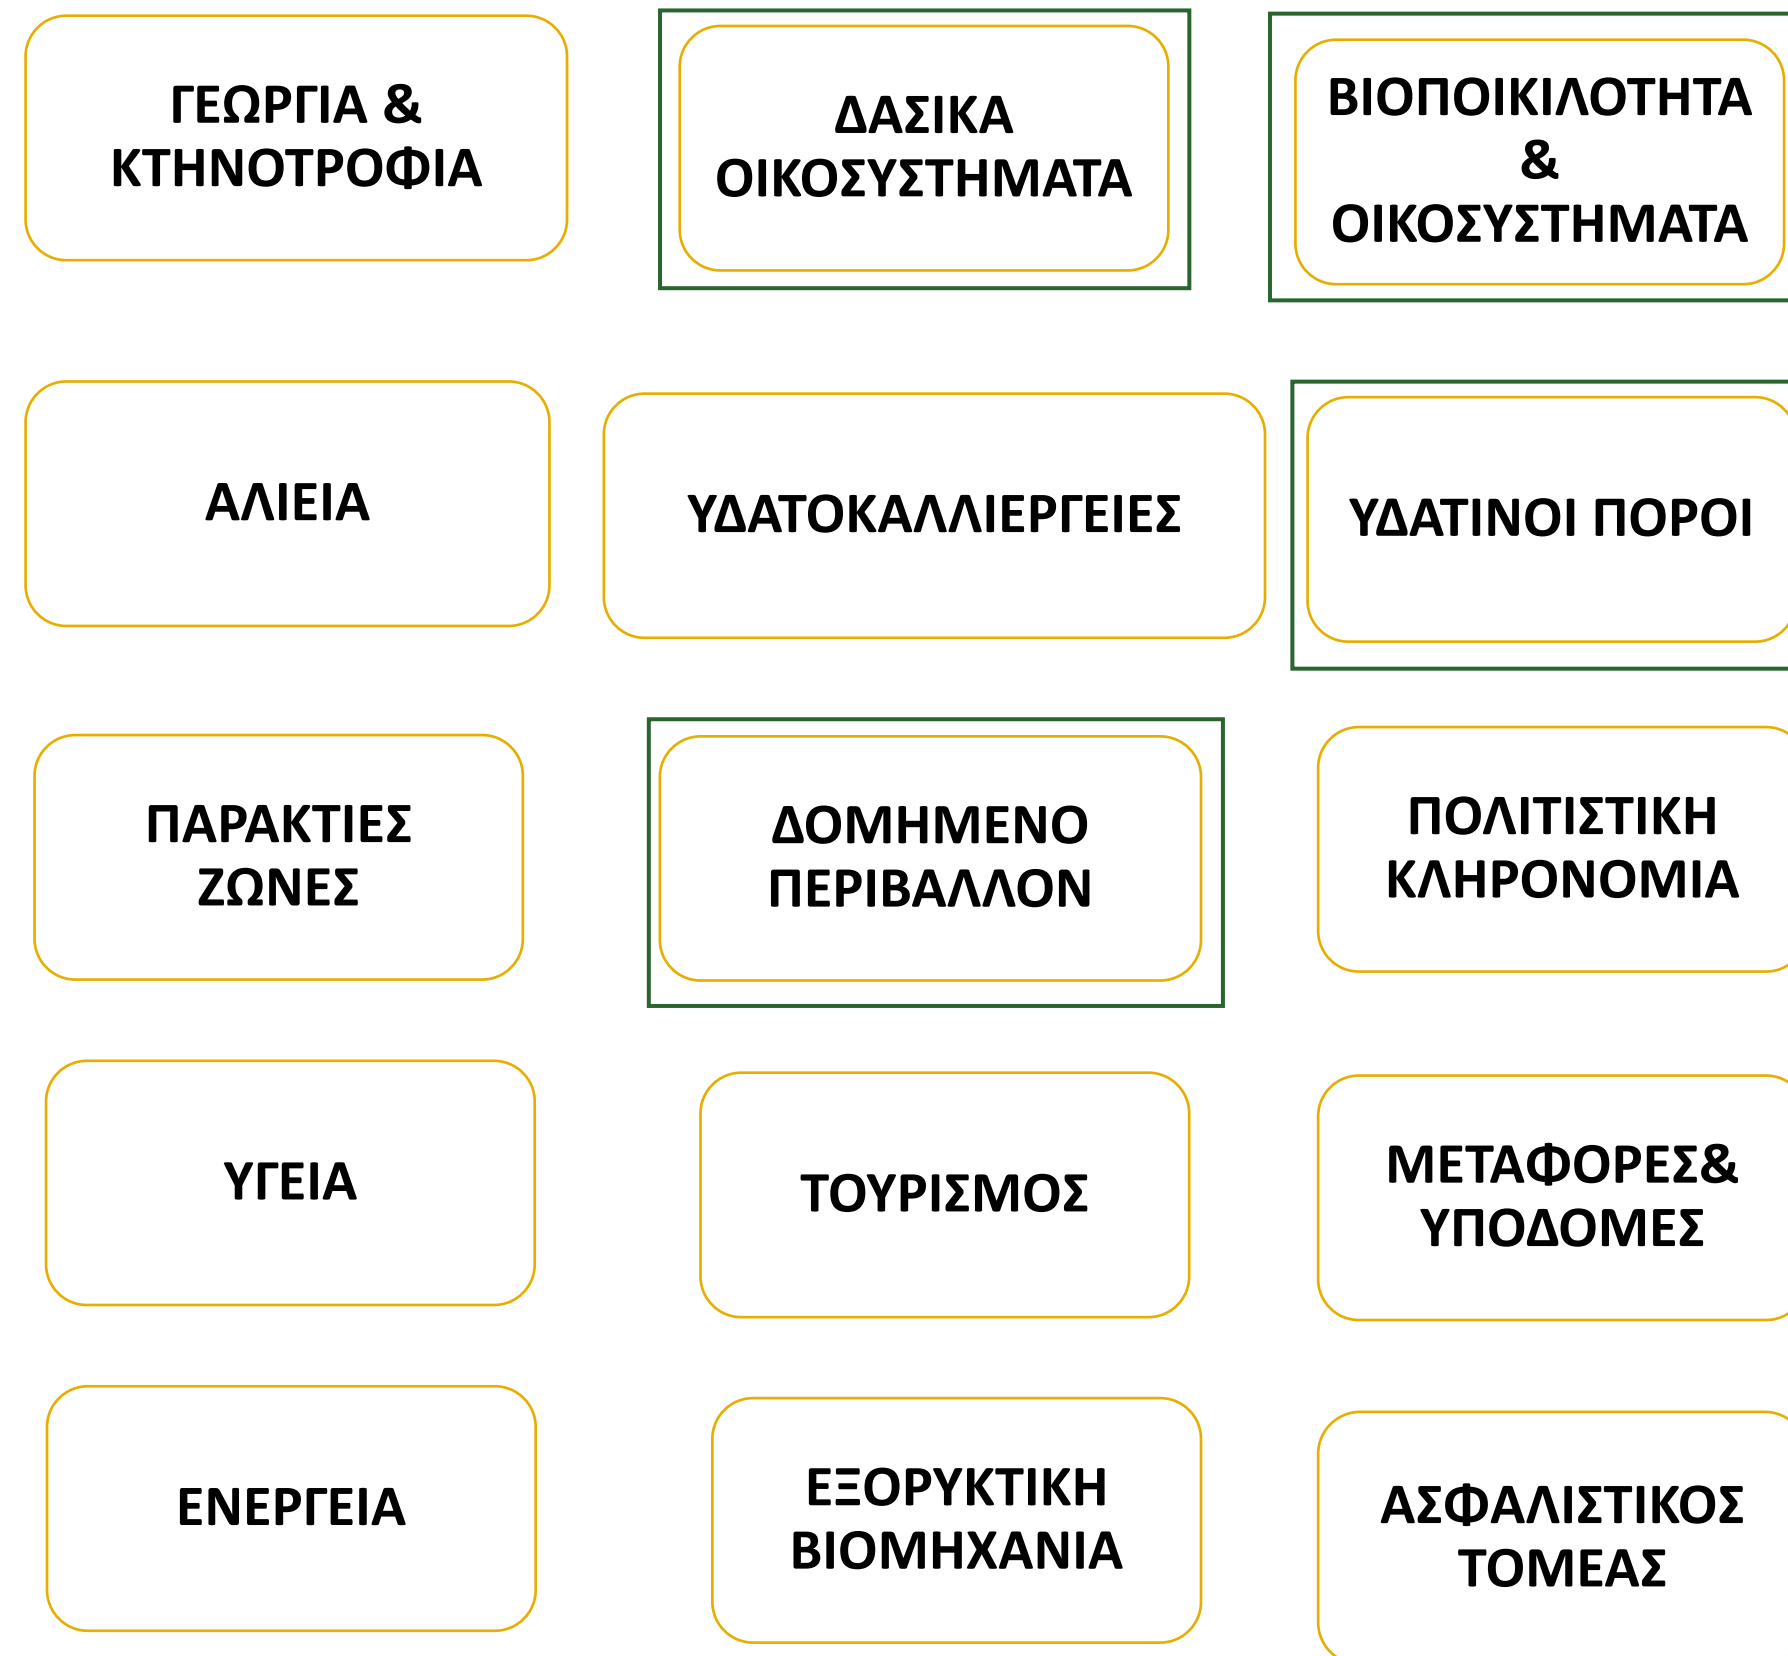 ΓΕΩΡΓΙΑ &
ΚΤΗΝΟΤΡΟΦΙΑ
ΔΑΣΙΚΑ
ΟΙΚΟΣΥΣΤΗΜΑΤΑ
ΒΙΟΠΟΙΚΙΛΟΤΗΤΑ
&
ΟΙΚΟΣΥΣΤΗΜΑΤΑ
ΑΛΙΕΙΑ
ΥΔΑΤΟΚΑΛΛΙΕΡΓΕΙΕΣ
ΥΔΑΤΙΝΟΙ ΠΟΡΟΙ
ΠΑΡΑΚΤΙΕΣ
ΖΩΝΕΣ
ΔΟΜΗΜΕΝΟ
ΠΕΡΙΒΑΛΛΟΝ
ΠΟΛΙΤΙΣΤΙΚΗ
ΚΛΗΡΟΝΟΜΙΑ
ΥΓΕΙΑ
ΤΟΥΡΙΣΜΟΣ
ΜΕΤΑΦΟΡΕΣ&
ΥΠΟΔΟΜΕΣ
ΕΝΕΡΓΕΙΑ
ΕΞΟΡΥΚΤΙΚΗ
ΒΙΟΜΗΧΑΝΙΑ
ΑΣΦΑΛΙΣΤΙΚΟΣ
ΤΟΜΕΑΣ